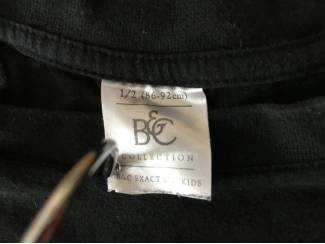 1/2 (86-92cm)
B&C
COLLECTION
B&C EXACT KIDS